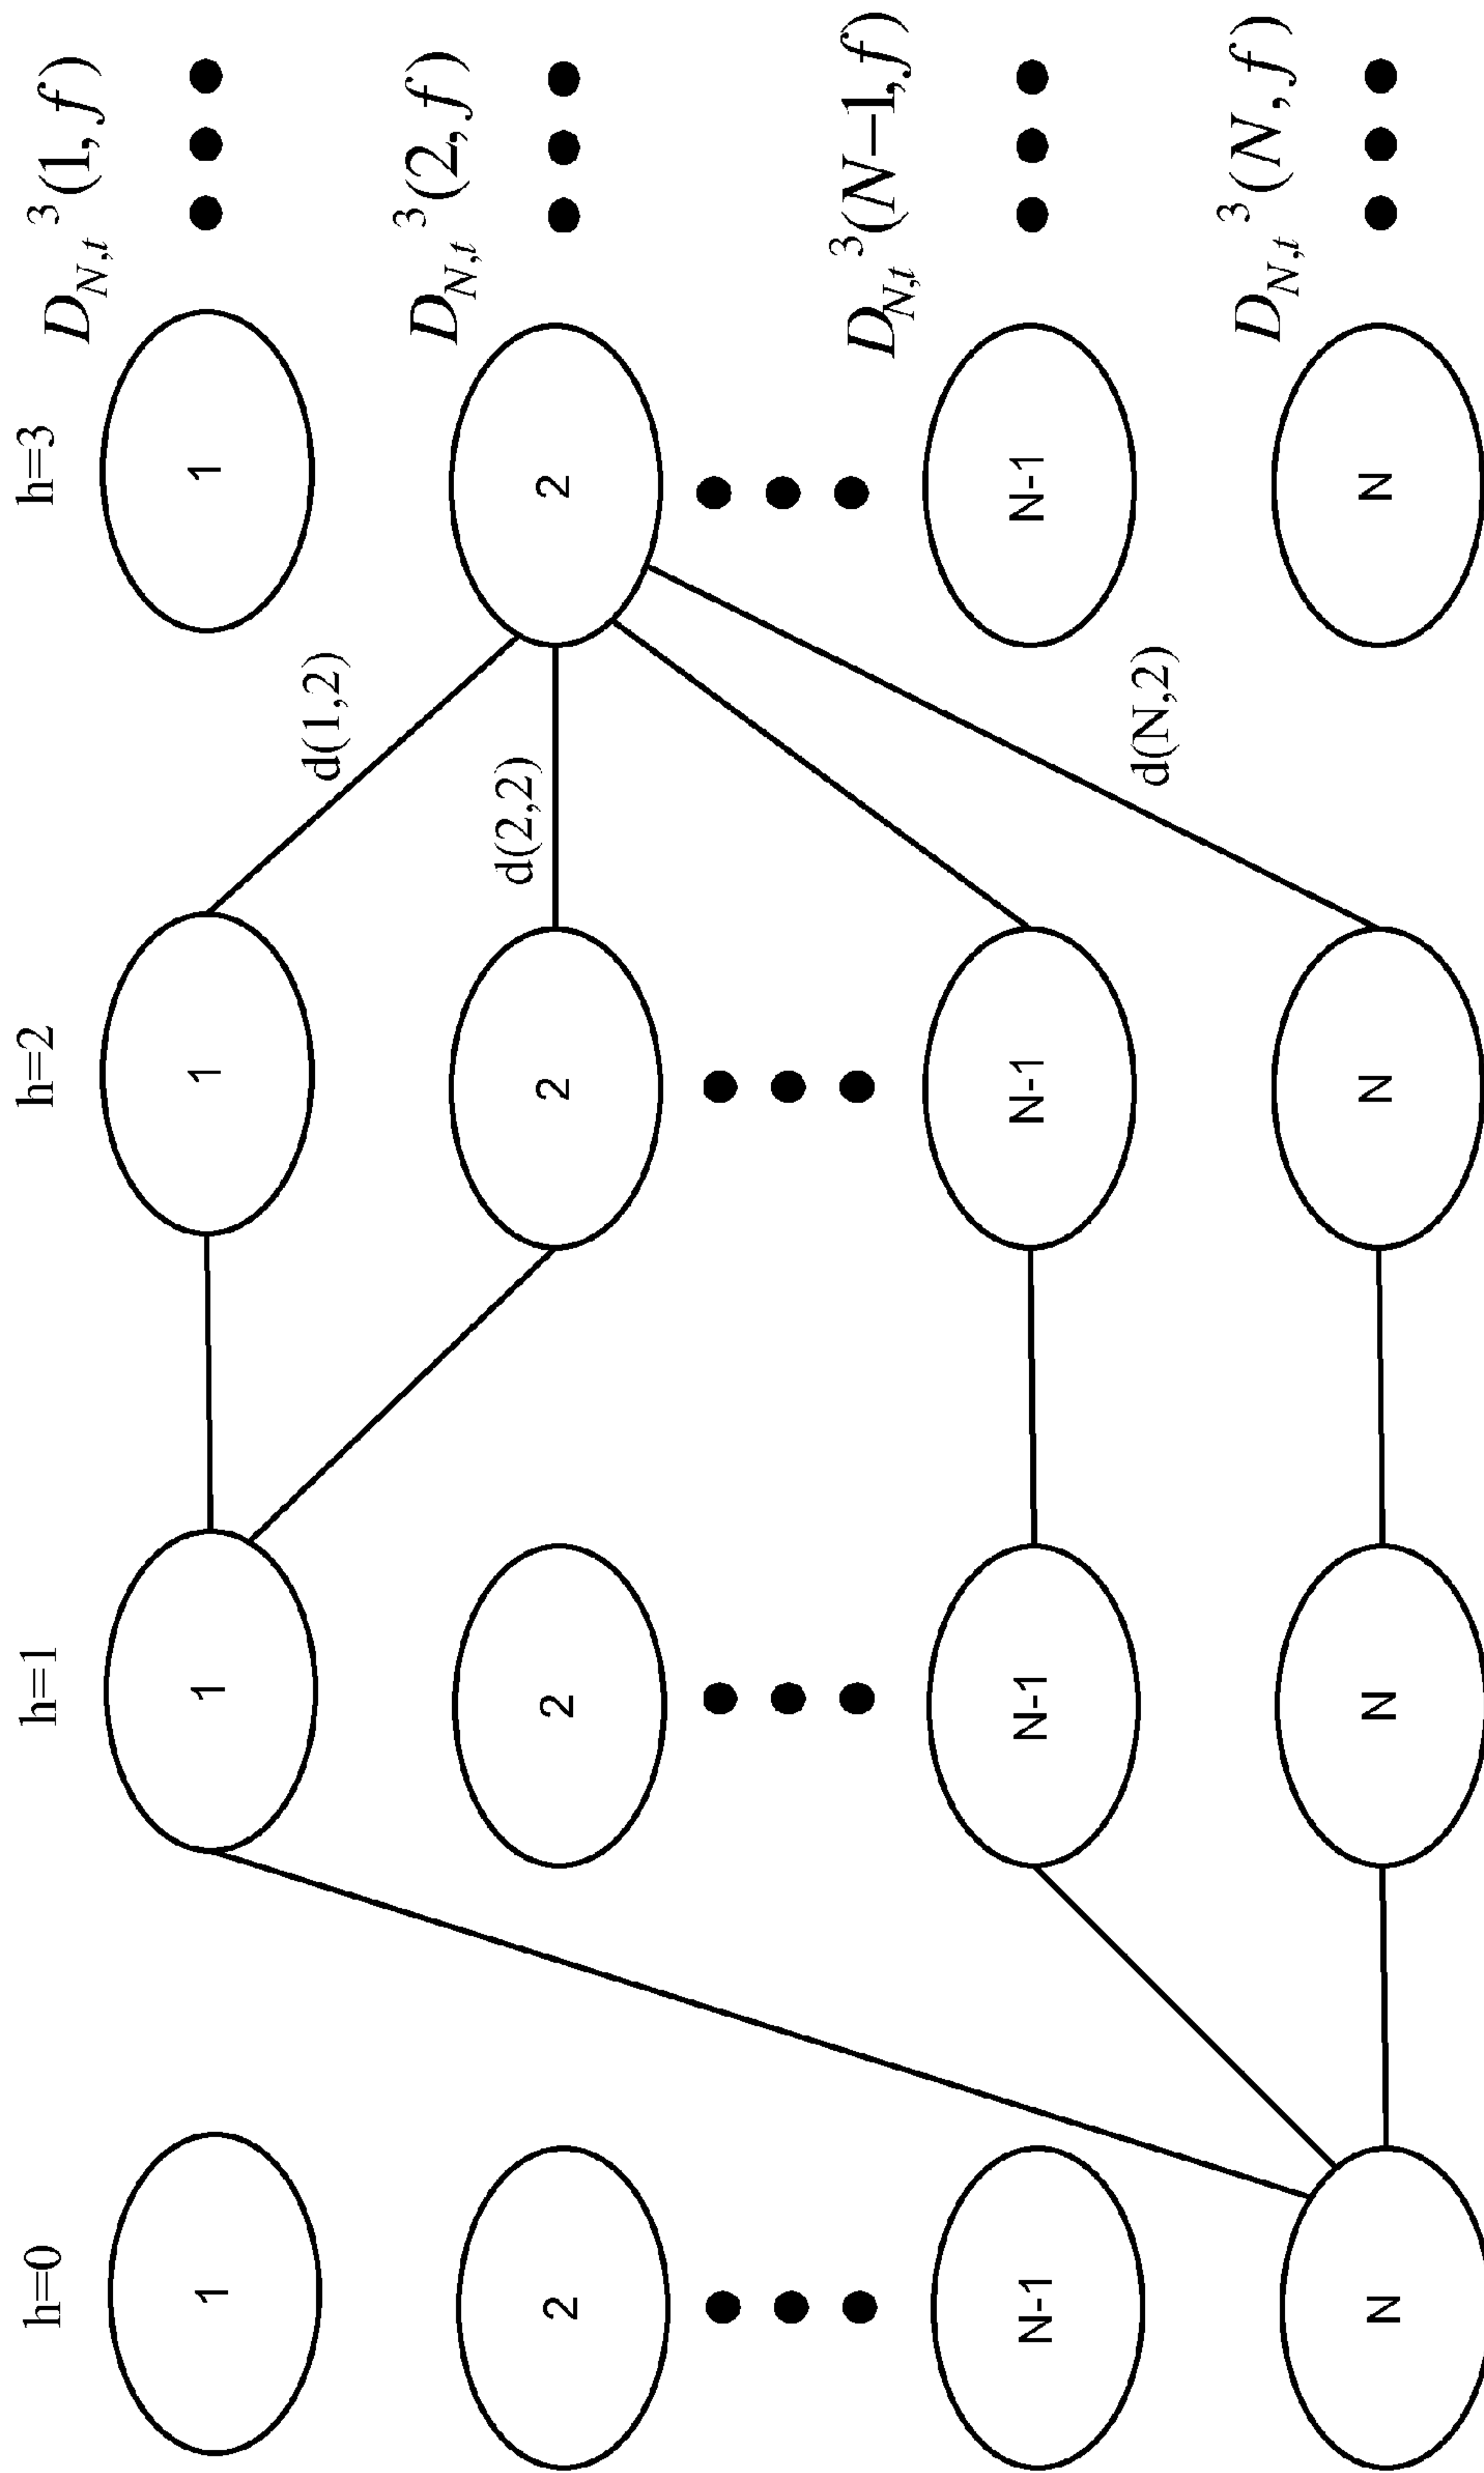 h=0 h=1 h=2 h=3
D_{N,t}^3(1,f)
1 1 1 1
d(1,2)
D_{N,t}^3(2,f)
2 2 2 2
d(2,2)
D_{N,t}^3(N–1,f)
N-1 N-1 N-1 N-1
d(N,2)
D_{N,t}^3(N,f)
N N N N